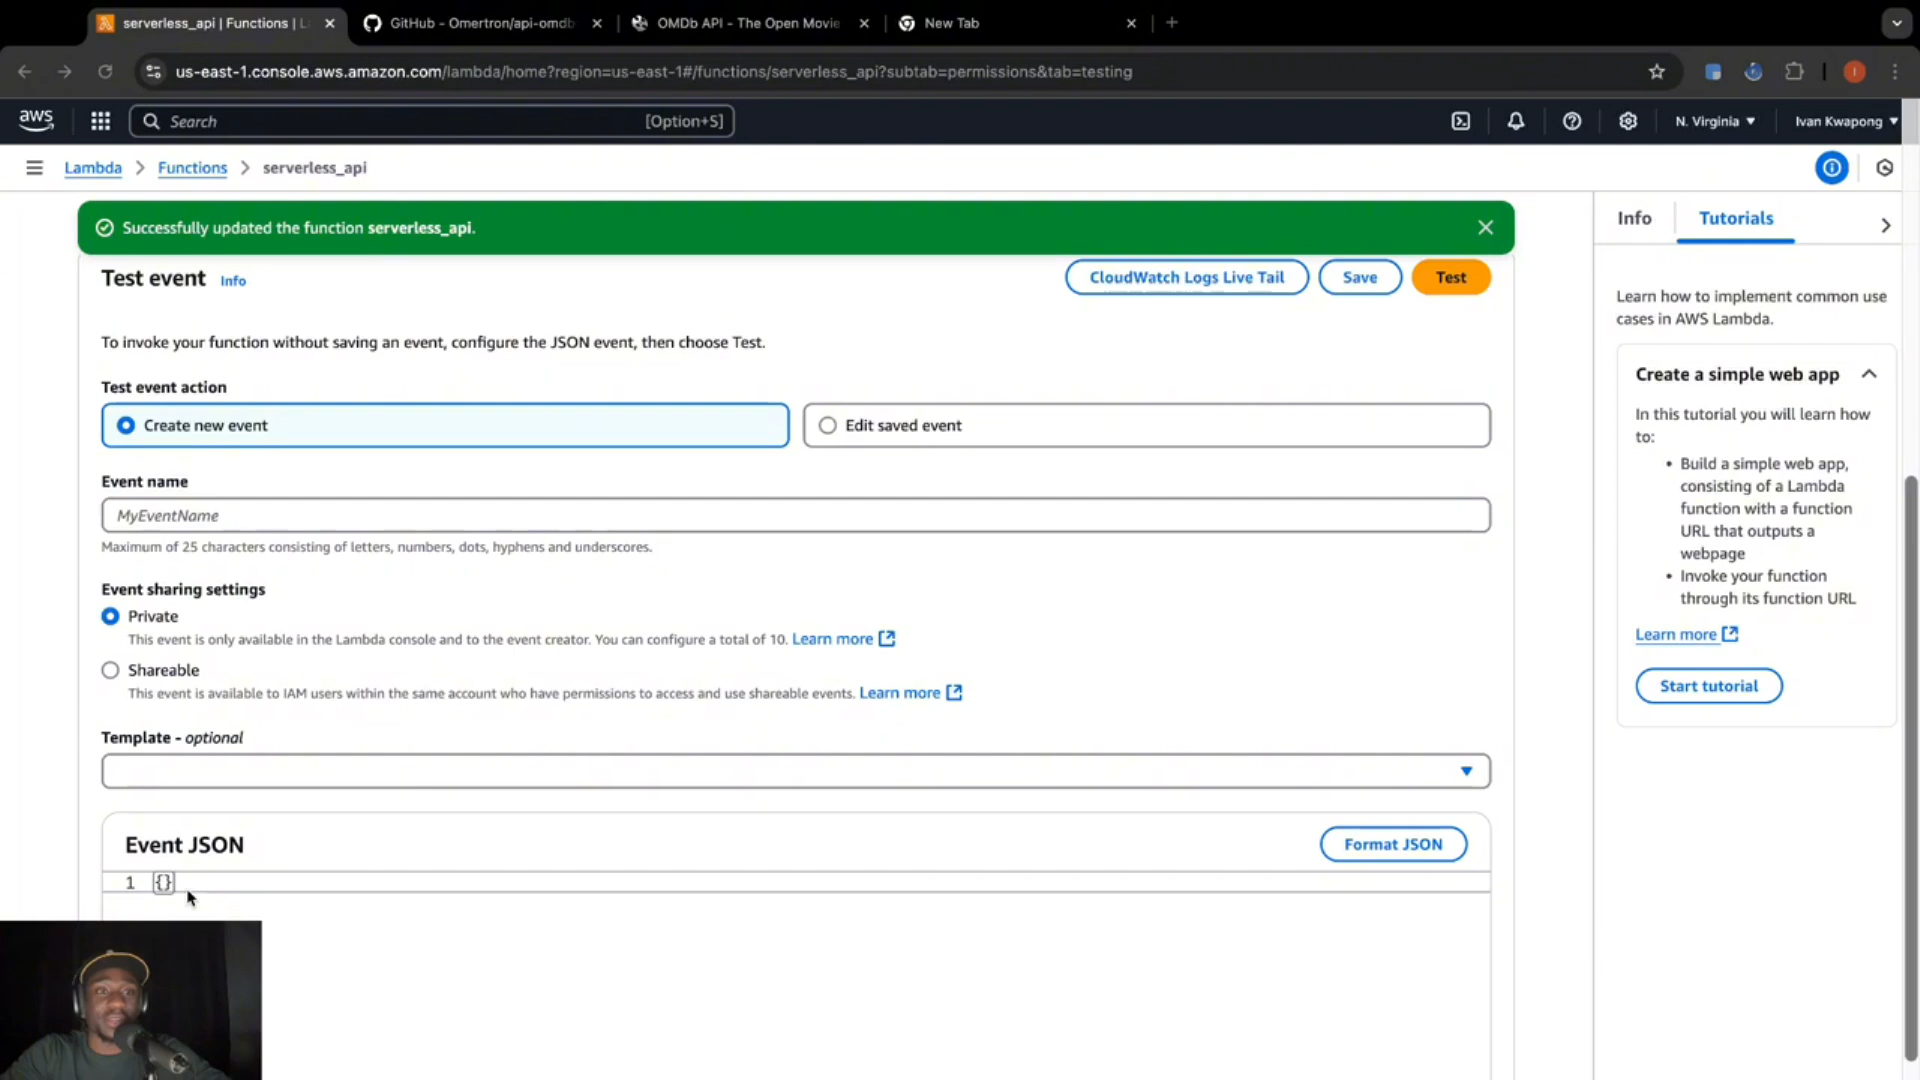 serverless_api | Functions | L
GitHub - Omertron/api-omdb
OMDb API - The Open Movie
New Tab
us-east-1.console.aws.amazon.com/lambda/home?region=us-east-1#/functions/serverless_api?subtab=permissions&tab=testing
aws
Search
[Option+S]
N. Virginia
Ivan Kwapong
Lambda > Functions > serverless_api
Successfully updated the function serverless_api.
Test event Info
CloudWatch Logs Live Tail
Save
Test
To invoke your function without saving an event, configure the JSON event, then choose Test.
Test event action
Create new event
Edit saved event
Event name
MyEventName
Maximum of 25 characters consisting of letters, numbers, dots, hyphens and underscores.
Event sharing settings
Private
This event is only available in the Lambda console and to the event creator. You can configure a total of 10. Learn more
Shareable
This event is available to IAM users within the same account who have permissions to access and use shareable events. Learn more
Template - optional
Event JSON
Format JSON
1 {}
Info
Tutorials
Learn how to implement common use
cases in AWS Lambda.
Create a simple web app
In this tutorial you will learn how
to:
• Build a simple web app,
consisting of a Lambda
function with a function
URL that outputs a
webpage
• Invoke your function
through its function URL
Learn more
Start tutorial